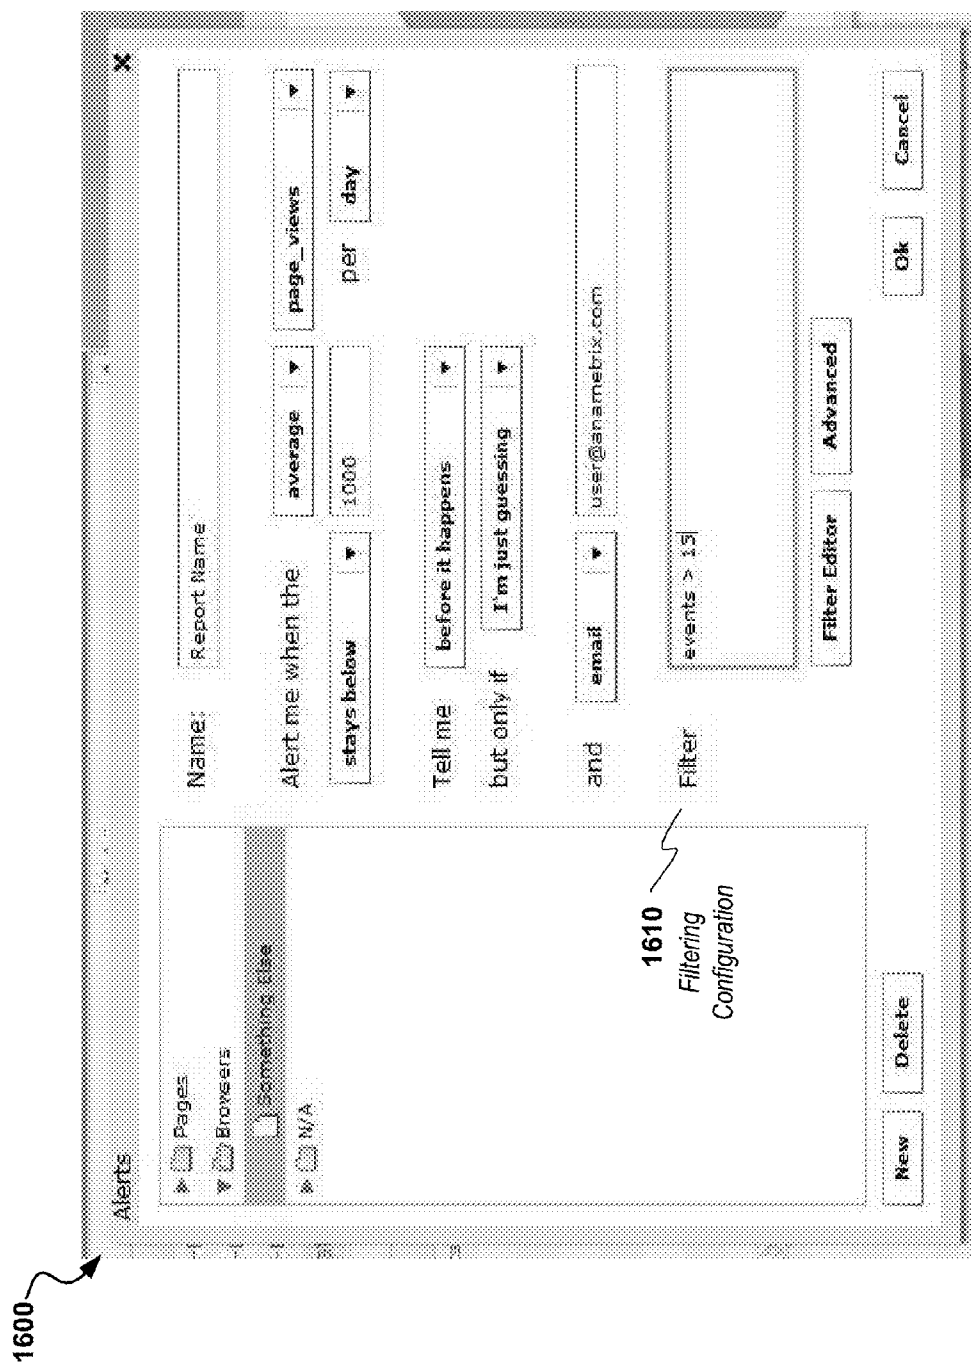 1600
Alerts
Pages
Browsers
Something Else
N/A
New Delete
1610
Filtering
Configuration
Name: Report Name
Alert me when the average page_views
stays below 1000 per day
Tell me before it happens
but only if I'm just guessing
and email user@anametrix.com
Filter events > 13
Filter Editor Advanced
Ok Cancel